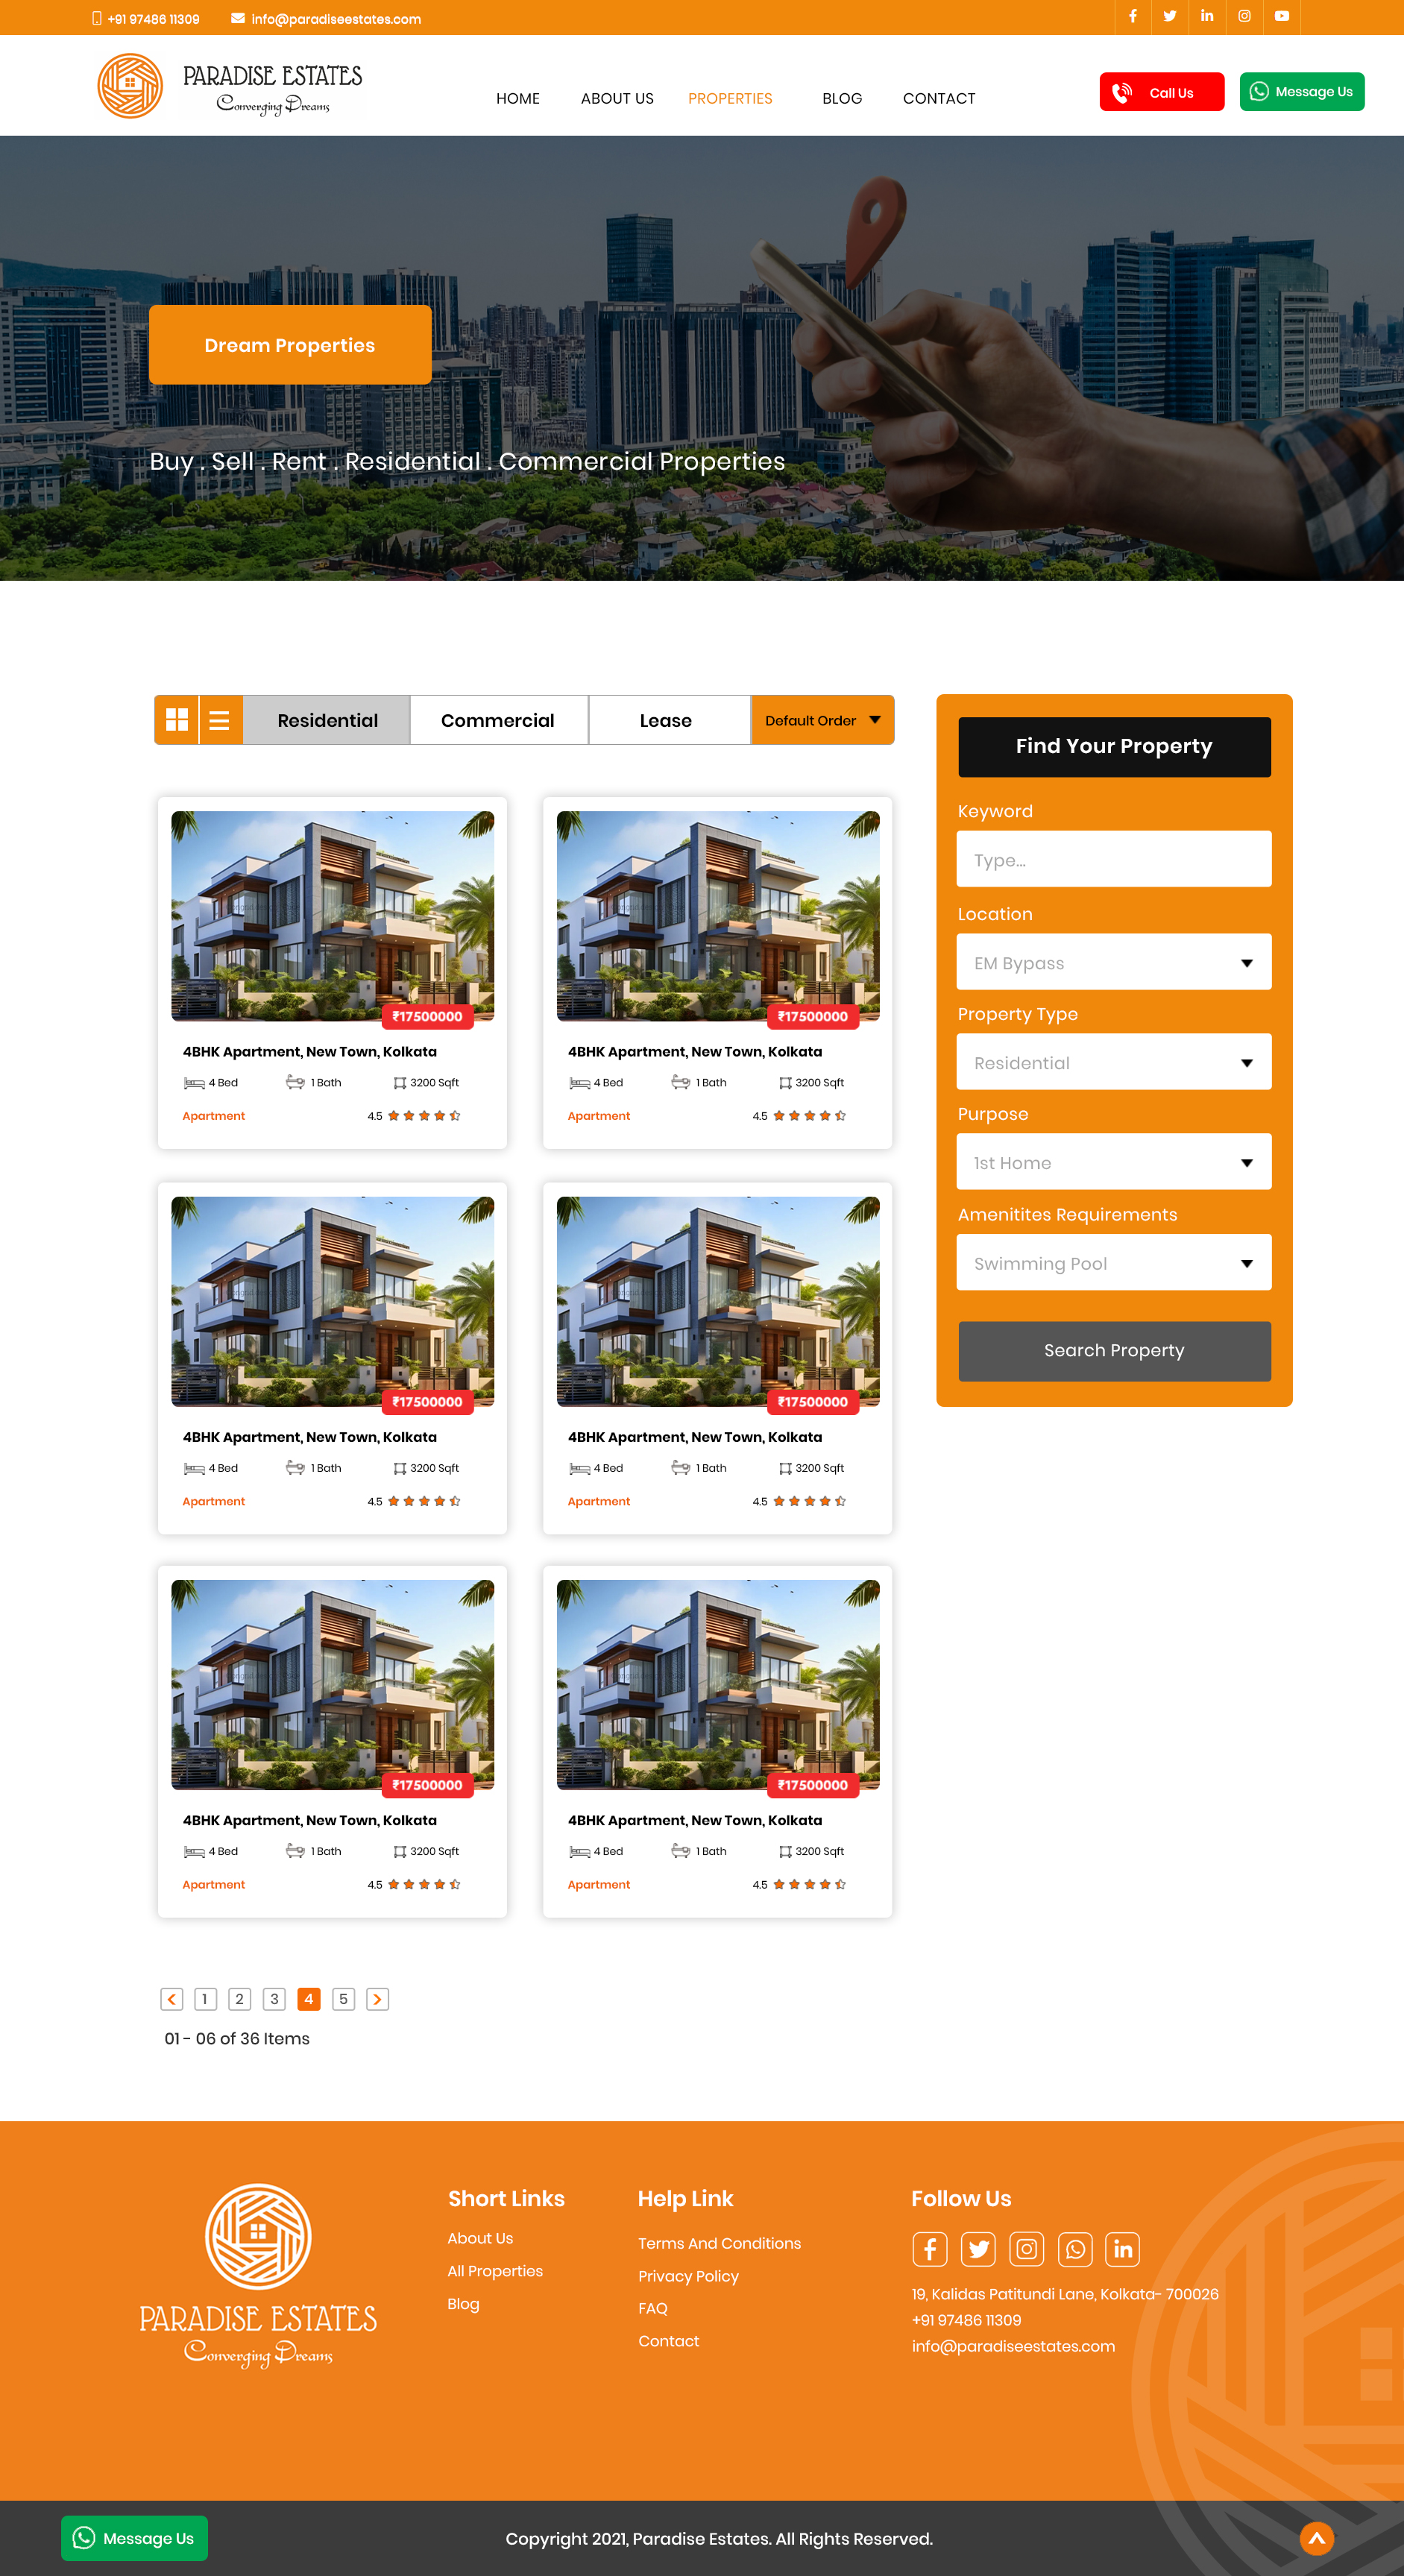 +91 97486 11309 info@paradiseestates.com
PARADISE ESTATES
Converging Dreams
HOME ABOUT US PROPERTIES BLOG CONTACT
Call Us Message Us
Dream Properties
Buy . Sell . Rent . Residential . Commercial Properties
Residential Commercial Lease Default Order
Find Your Property
Keyword
Type...
Location
EM Bypass
Property Type
Residential
Purpose
1st Home
Amenitites Requirements
Swimming Pool
Search Property
₹17500000
4BHK Apartment, New Town, Kolkata
4 Bed 1 Bath 3200 Sqft
Apartment 4.5
₹17500000
4BHK Apartment, New Town, Kolkata
4 Bed 1 Bath 3200 Sqft
Apartment 4.5
₹17500000
4BHK Apartment, New Town, Kolkata
4 Bed 1 Bath 3200 Sqft
Apartment 4.5
₹17500000
4BHK Apartment, New Town, Kolkata
4 Bed 1 Bath 3200 Sqft
Apartment 4.5
₹17500000
4BHK Apartment, New Town, Kolkata
4 Bed 1 Bath 3200 Sqft
Apartment 4.5
₹17500000
4BHK Apartment, New Town, Kolkata
4 Bed 1 Bath 3200 Sqft
Apartment 4.5
1 2 3 4 5
01 - 06 of 36 Items
PARADISE ESTATES
Converging Dreams
Short Links
About Us
All Properties
Blog
Help Link
Terms And Conditions
Privacy Policy
FAQ
Contact
Follow Us
19, Kalidas Patitundi Lane, Kolkata- 700026
+91 97486 11309
info@paradiseestates.com
Message Us
Copyright 2021, Paradise Estates. All Rights Reserved.